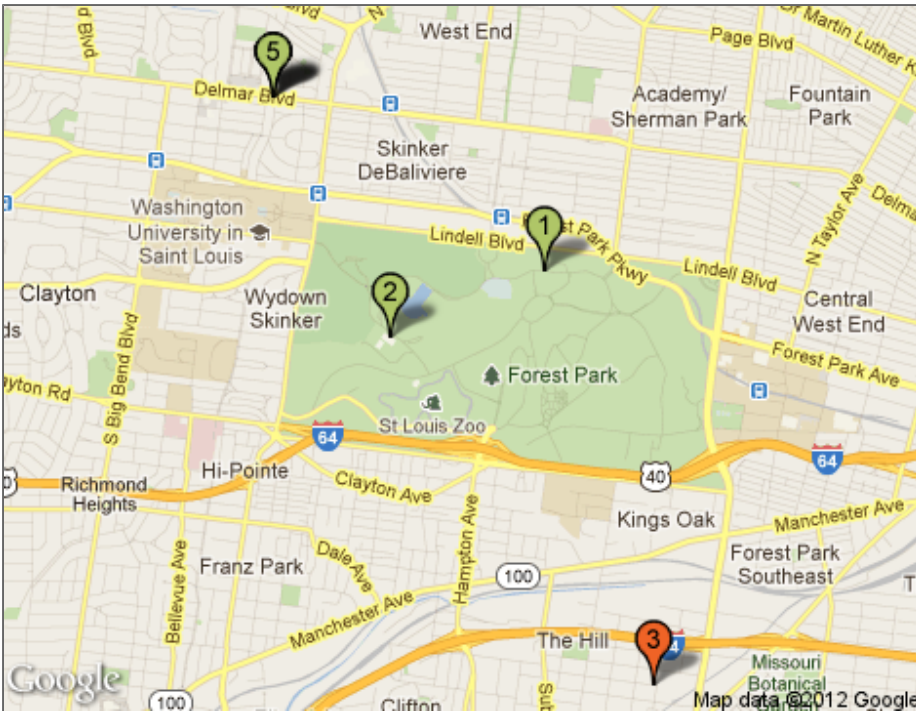 West End
Page Blvd
5
Delmar Blvd
Academy/
Sherman Park
Fountain
Park
Skinker
DeBaliviere
N Taylor Ave
Washington
University in
Saint Louis
Lindell Blvd
1
Lindell Blvd
Clayton
Wydown
Skinker
2
Central
West End
Forest Park Ave
S Big Bend Blvd
Forest Park
St Louis Zoo
64
64
Hi-Pointe
40
Richmond
Heights
Clayton Ave
Kings Oak
Manchester Ave
Hampton Ave
Dale Ave
Forest Park
Southeast
Franz Park
100
Bellevue Ave
Manchester Ave
The Hill
3
Missouri
Botanical
Google
100
Clifton
Map data ©2012 Google